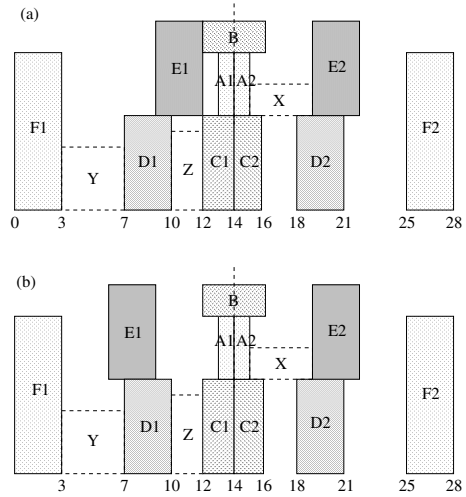 (a)
B
E1
A1 A2
E2
X
F1
F2
D1
Z
C1 C2
D2
Y
0 3 7 10 12 14 16 18 21 25 28
(b)
B
E1
A1 A2
E2
X
F1
F2
D1
Z
C1 C2
D2
Y
3 7 10 12 14 16 18 21 25 28